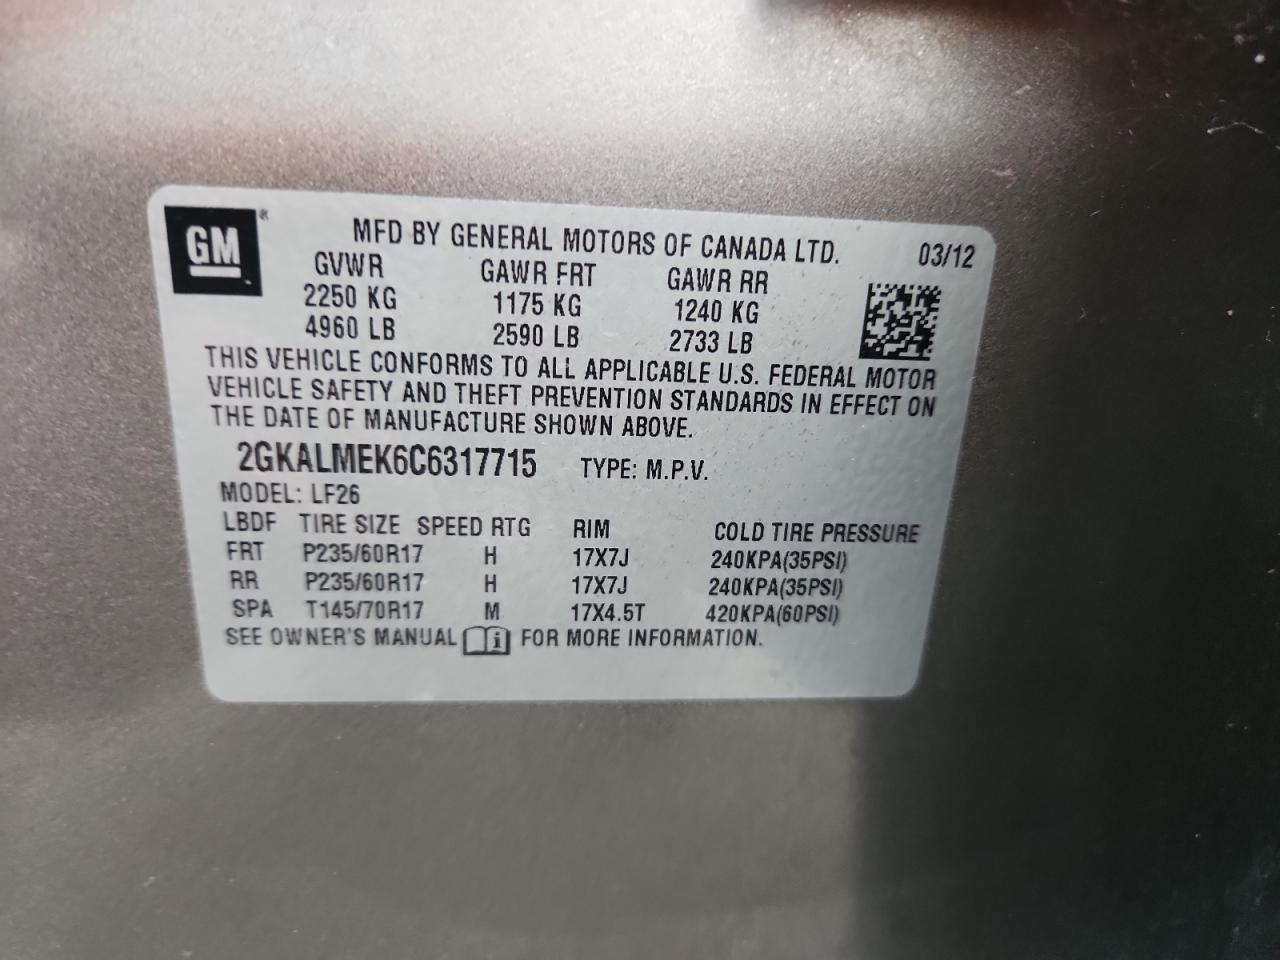 GM ®
MFD BY GENERAL MOTORS OF CANADA LTD. 03/12
GVWR GAWR FRT GAWR RR
2250 KG 1175 KG 1240 KG
4960 LB 2590 LB 2733 LB
THIS VEHICLE CONFORMS TO ALL APPLICABLE U.S. FEDERAL MOTOR
VEHICLE SAFETY AND THEFT PREVENTION STANDARDS IN EFFECT ON
THE DATE OF MANUFACTURE SHOWN ABOVE.
2GKALMEK6C6317715 TYPE: M.P.V.
MODEL: LF26
LBDF TIRE SIZE SPEED RTG RIM COLD TIRE PRESSURE
FRT P235/60R17 H 17X7J 240KPA(35PSI)
RR P235/60R17 H 17X7J 240KPA(35PSI)
SPA T145/70R17 M 17X4.5T 420KPA(60PSI)
SEE OWNER'S MANUAL i FOR MORE INFORMATION.